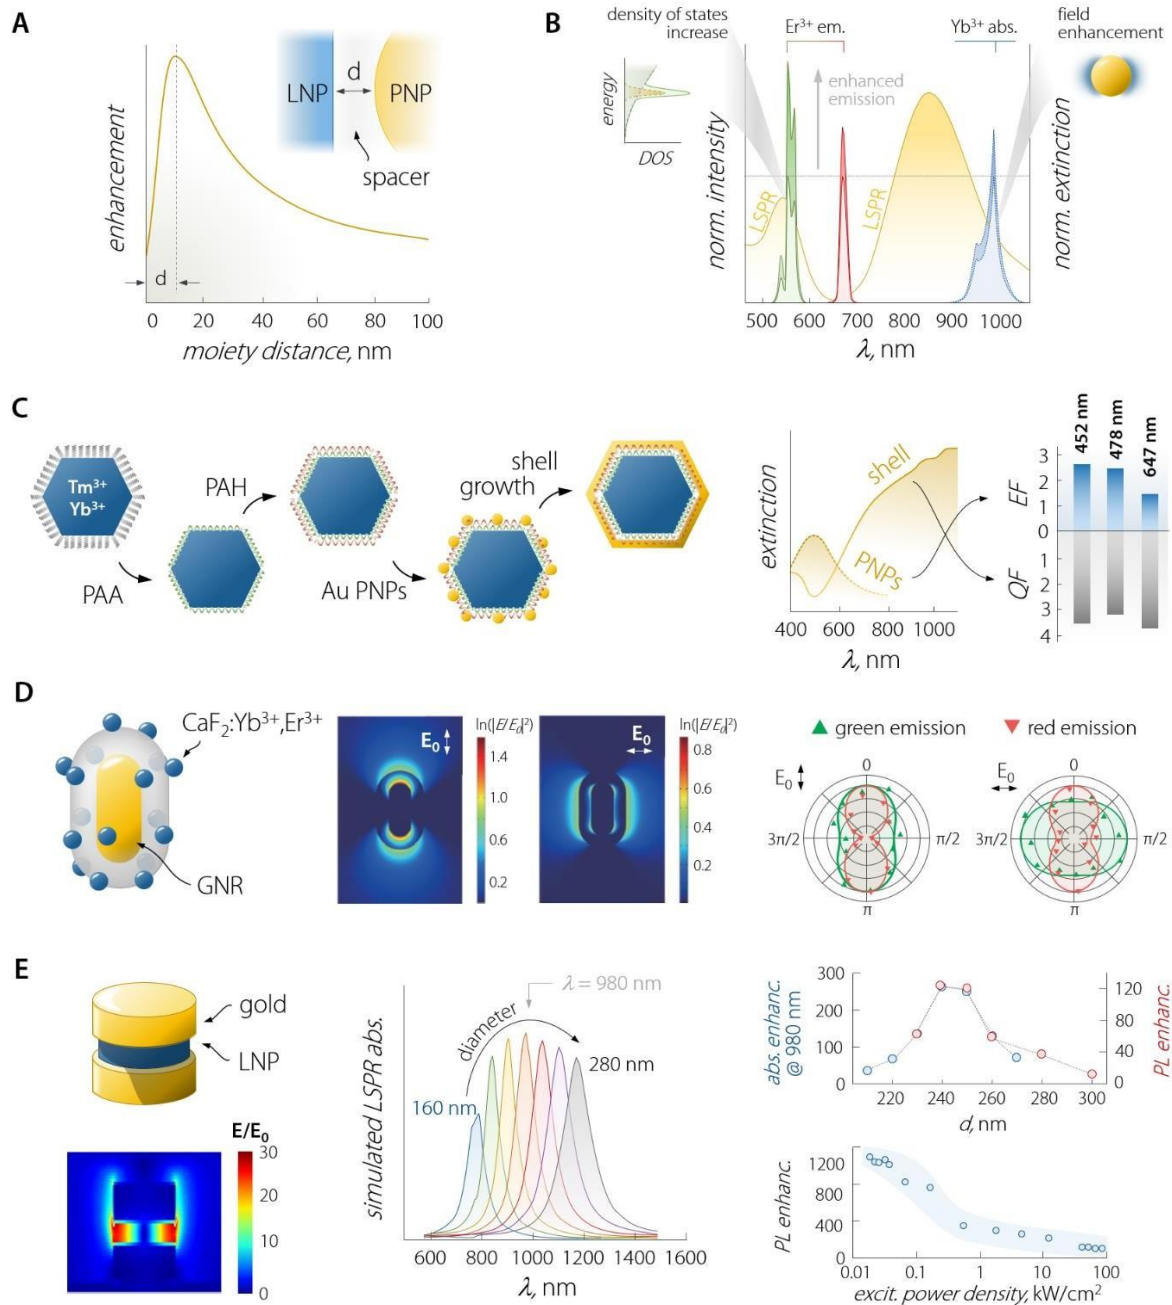 A
enhancement
LNP
d
PNP
spacer
d
0 20 40 60 80 100
moiety distance, nm
B
density of states
increase
energy
DOS
norm. intensity
Er³⁺ em.
Yb³⁺ abs.
enhanced
emission
LSPR
LSPR
500 600 700 800 900 1000
λ, nm
norm. extinction
field
enhancement
C
Tm³⁺
Yb³⁺
PAA
PAH
Au PNPs
shell
growth
extinction
shell
PNPs
400 600 800 1000
λ, nm
452 nm
478 nm
647 nm
EF
QF
3
2
1
0
1
2
3
4
D
CaF₂:Yb³⁺,Er³⁺
GNR
ln(|E/E₀|²)
E₀
1.4
1.0
0.6
0.2
ln(|E/E₀|²)
E₀
0.8
0.6
0.4
0.2
green emission
red emission
E₀
0
3π/2
π/2
π
E₀
0
3π/2
π/2
π
E
gold
LNP
E/E₀
30
20
10
0
simulated LSPR abs.
λ = 980 nm
diameter
160 nm
280 nm
600 800 1000 1200 1400 1600
λ, nm
abs. enhanc.
@ 980 nm
300
200
100
0
PL enhanc.
120
80
40
0
220 240 260 280 300
d, nm
PL enhanc.
1200
800
400
0
0.01 0.1 1 10 100
excit. power density, kW/cm²